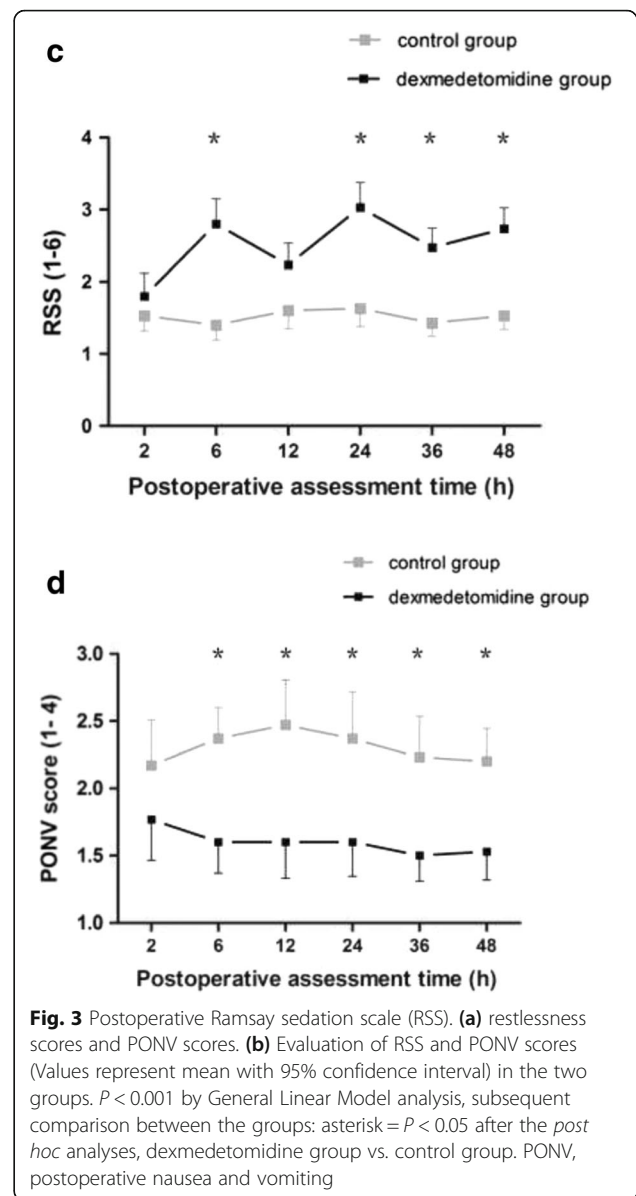 c
control group
dexmedetomidine group
4
3
2
1
0
RSS (1-6)
* * * *
2 6 12 24 36 48
Postoperative assessment time (h)
d
control group
dexmedetomidine group
3.0
2.5
2.0
1.5
1.0
PONV score (1- 4)
* * * * *
2 6 12 24 36 48
Postoperative assessment time (h)
Fig. 3 Postoperative Ramsay sedation scale (RSS). (a) restlessness
scores and PONV scores. (b) Evaluation of RSS and PONV scores
(Values represent mean with 95% confidence interval) in the two
groups. P < 0.001 by General Linear Model analysis, subsequent
comparison between the groups: asterisk = P < 0.05 after the post
hoc analyses, dexmedetomidine group vs. control group. PONV,
postoperative nausea and vomiting